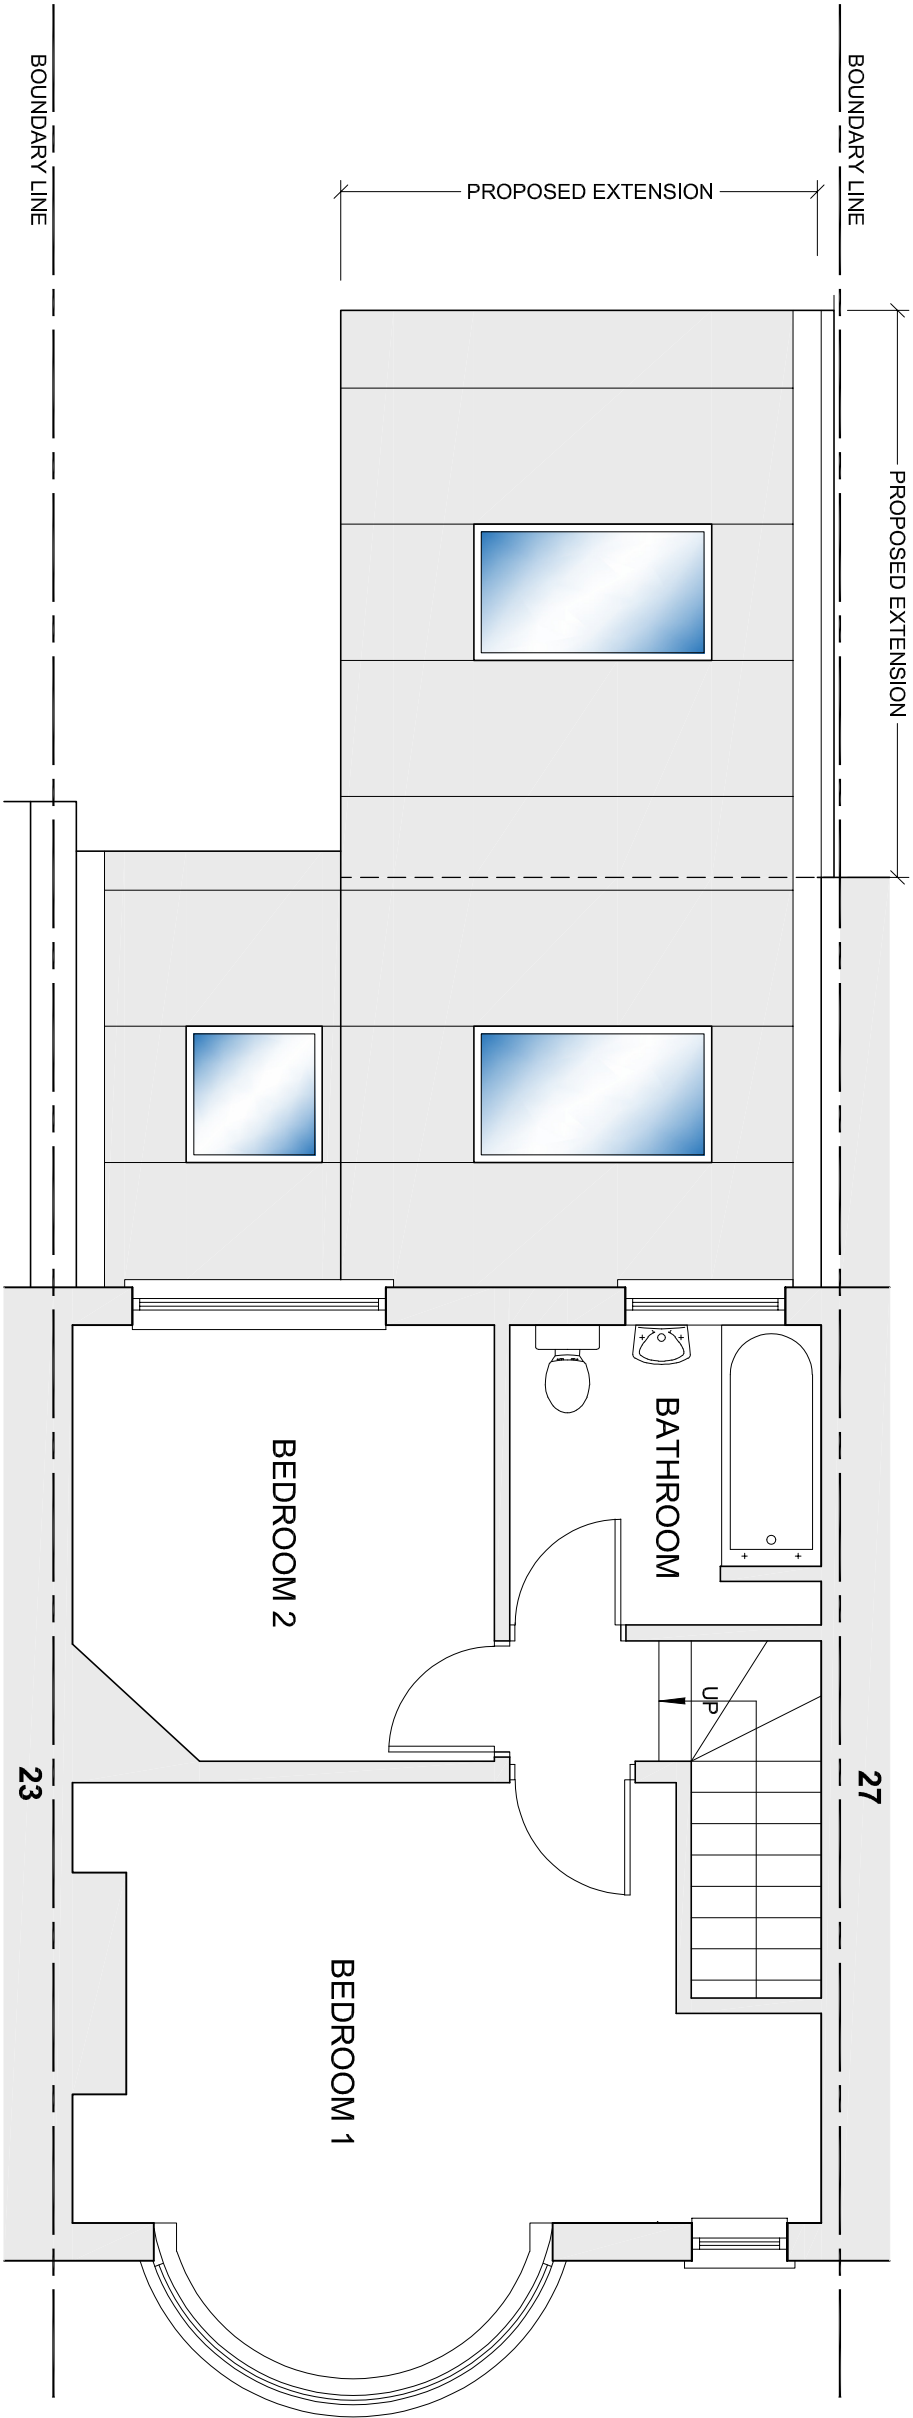 BOUNDARY LINE
BOUNDARY LINE
PROPOSED EXTENSION
PROPOSED EXTENSION
BATHROOM
BEDROOM 2
UP
23
27
BEDROOM 1